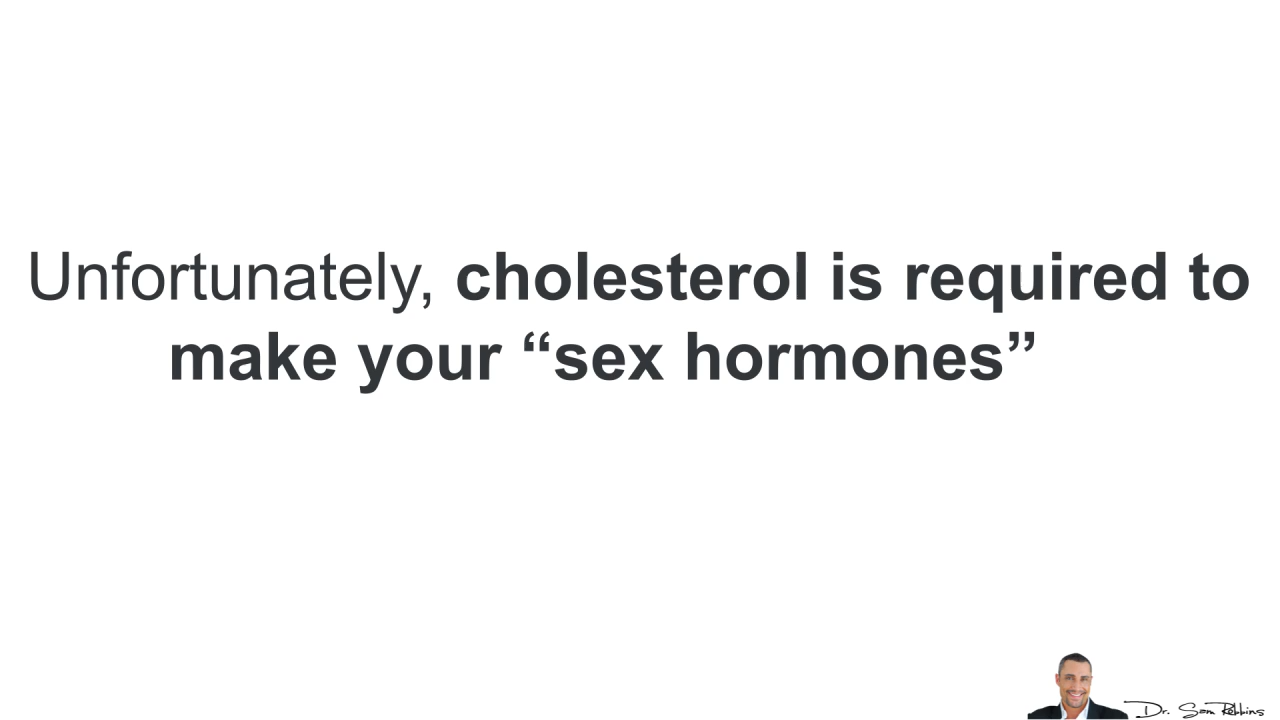 Unfortunately, cholesterol is required to
make your “sex hormones”
Dr. Sam Robbins